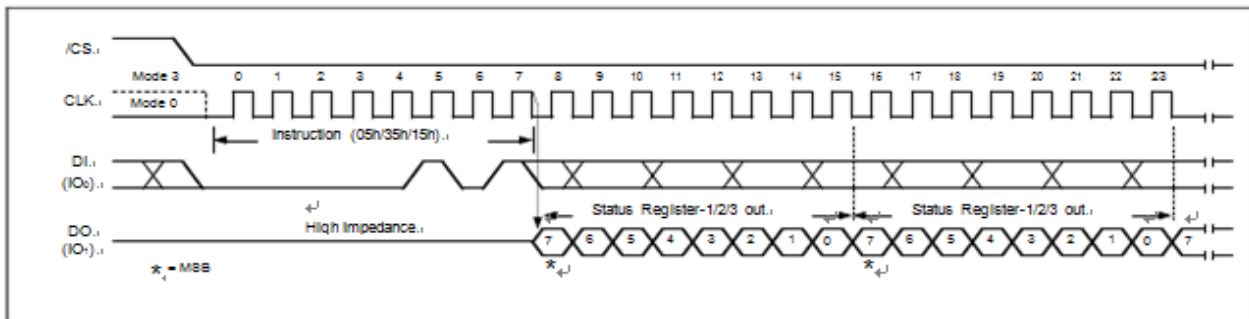 /CS.
Mode 3 0 1 2 3 4 5 6 7 8 9 10 11 12 13 14 15 16 17 18 19 20 21 22 23
CLK. Mode 0
Instruction (05h/35h/15h).
DI.
(IO₀).
Status Register-1/2/3 out. Status Register-1/2/3 out.
High Impedance.
DO.
(IO₁). 7 6 5 4 3 2 1 0 7 6 5 4 3 2 1 0 7
* *
* = MSB